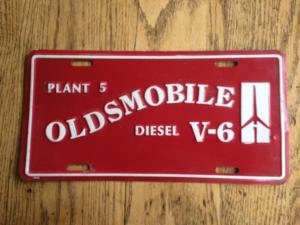 PLANT 5
OLDSMOBILE
DIESEL V-6